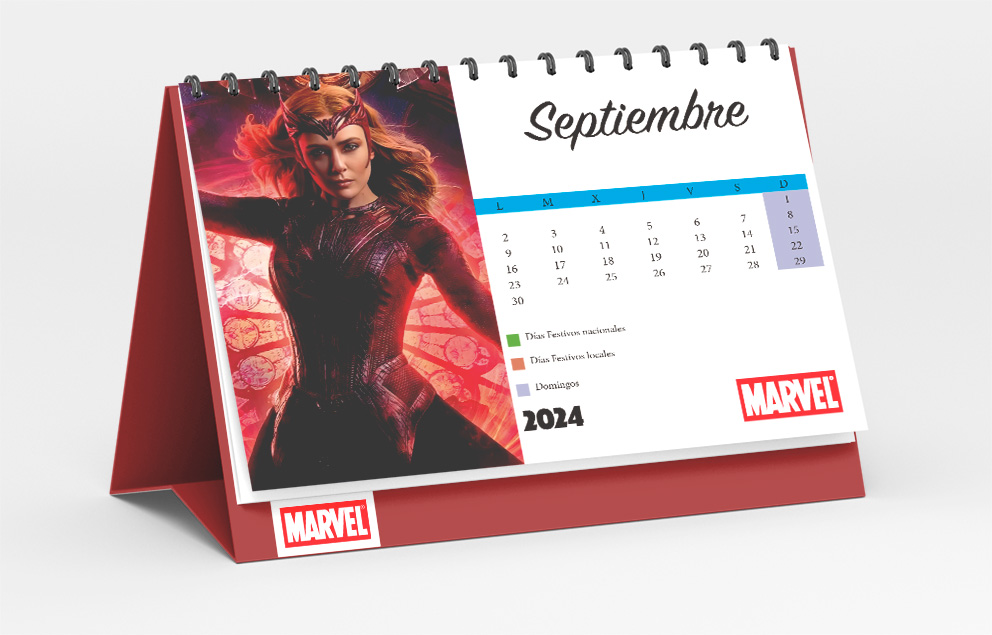 Septiembre
L M X J V S D
1
2 3 4 5 6 7 8
9 10 11 12 13 14 15
16 17 18 19 20 21 22
23 24 25 26 27 28 29
30
Días Festivos nacionales
Días Festivos locales
Domingos
2024
MARVEL
MARVEL